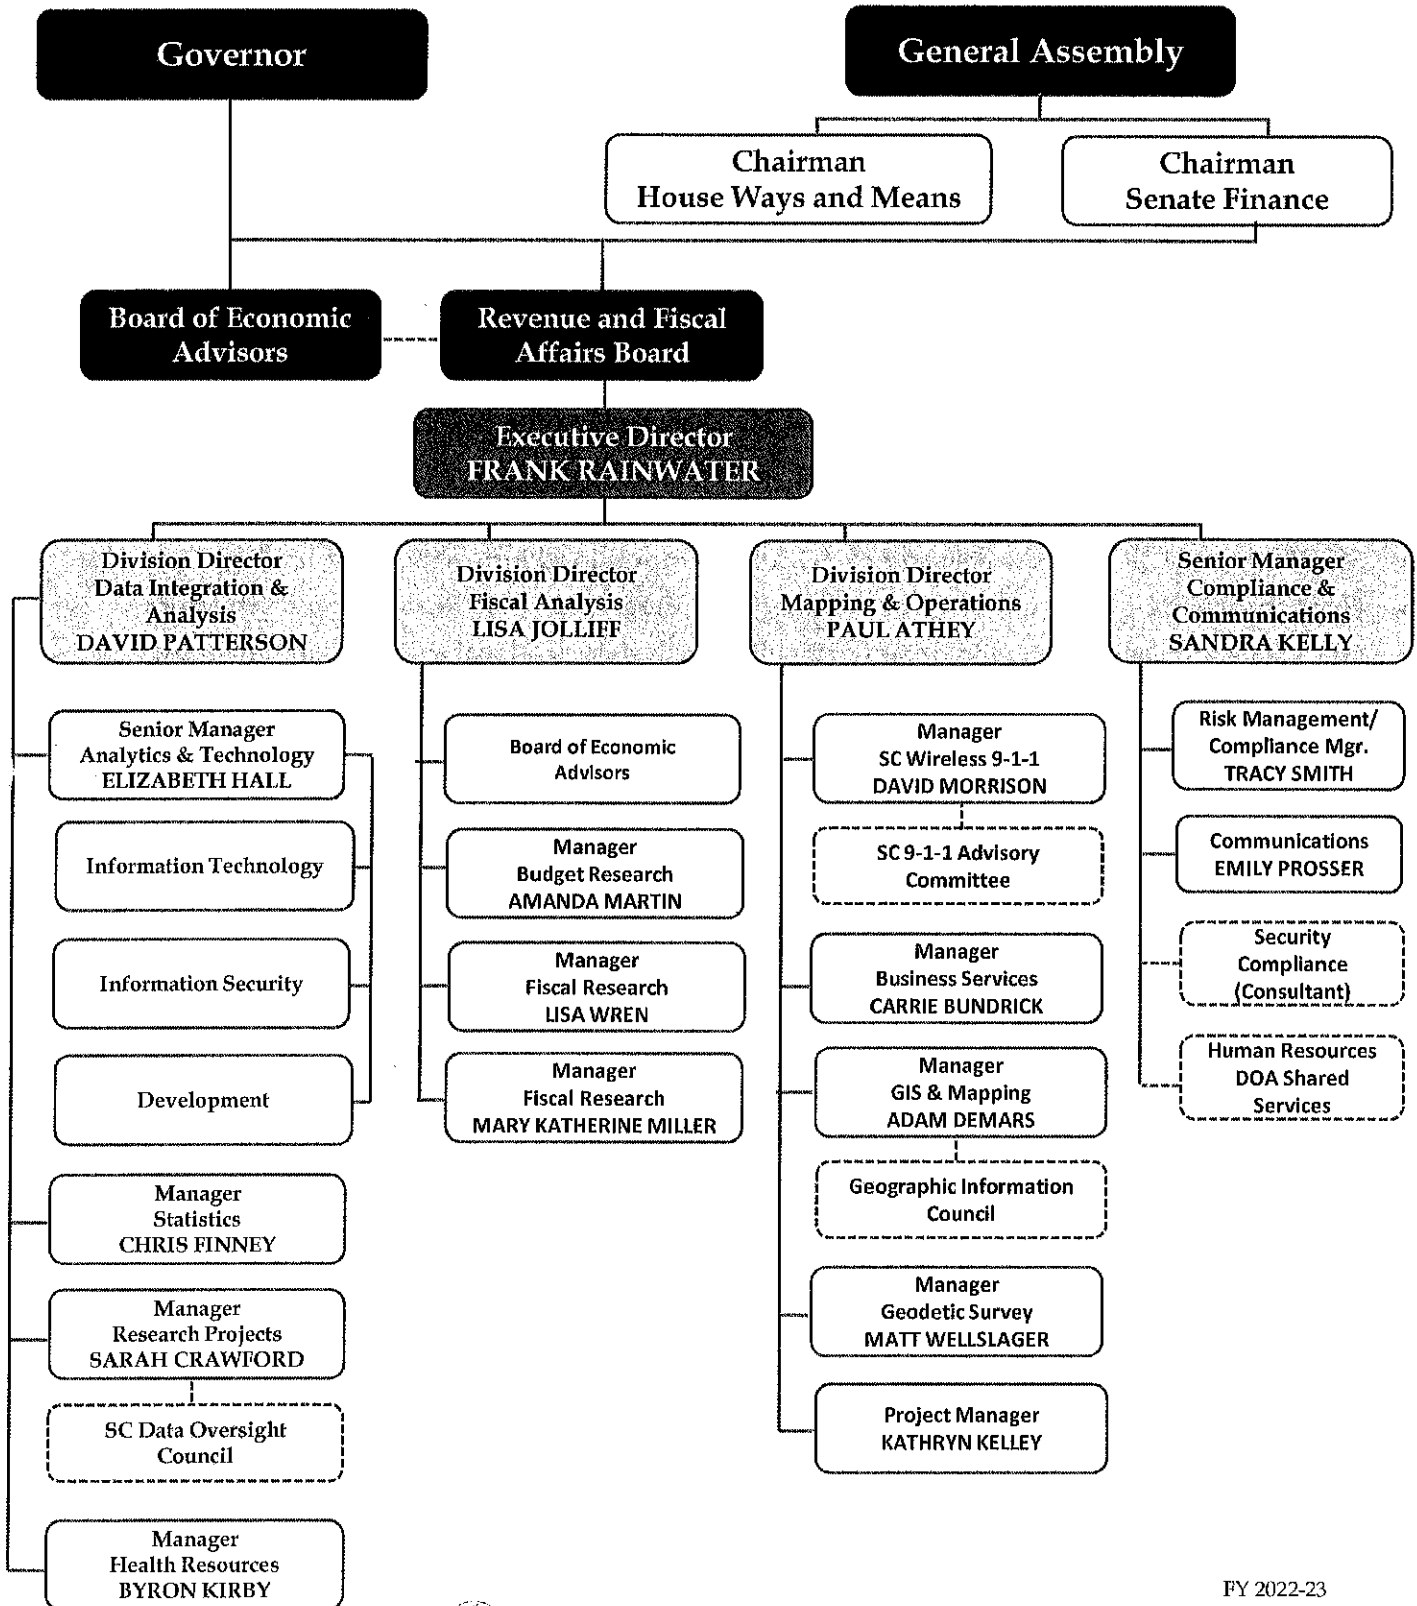 Governor
General Assembly
Chairman
House Ways and Means
Chairman
Senate Finance
Board of Economic
Advisors
Revenue and Fiscal
Affairs Board
Executive Director
FRANK RAINWATER
Division Director
Data Integration &
Analysis
DAVID PATTERSON
Senior Manager
Analytics & Technology
ELIZABETH HALL
Information Technology
Information Security
Development
Manager
Statistics
CHRIS FINNEY
Manager
Research Projects
SARAH CRAWFORD
SC Data Oversight
Council
Manager
Health Resources
BYRON KIRBY
Division Director
Fiscal Analysis
LISA JOLLIFF
Board of Economic
Advisors
Manager
Budget Research
AMANDA MARTIN
Manager
Fiscal Research
LISA WREN
Manager
Fiscal Research
MARY KATHERINE MILLER
Division Director
Mapping & Operations
PAUL ATHEY
Manager
SC Wireless 9-1-1
DAVID MORRISON
SC 9-1-1 Advisory
Committee
Manager
Business Services
CARRIE BUNDRICK
Manager
GIS & Mapping
ADAM DEMARS
Geographic Information
Council
Manager
Geodetic Survey
MATT WELLSLAGER
Project Manager
KATHRYN KELLEY
Senior Manager
Compliance &
Communications
SANDRA KELLY
Risk Management/
Compliance Mgr.
TRACY SMITH
Communications
EMILY PROSSER
Security
Compliance
(Consultant)
Human Resources
DOA Shared
Services
FY 2022-23